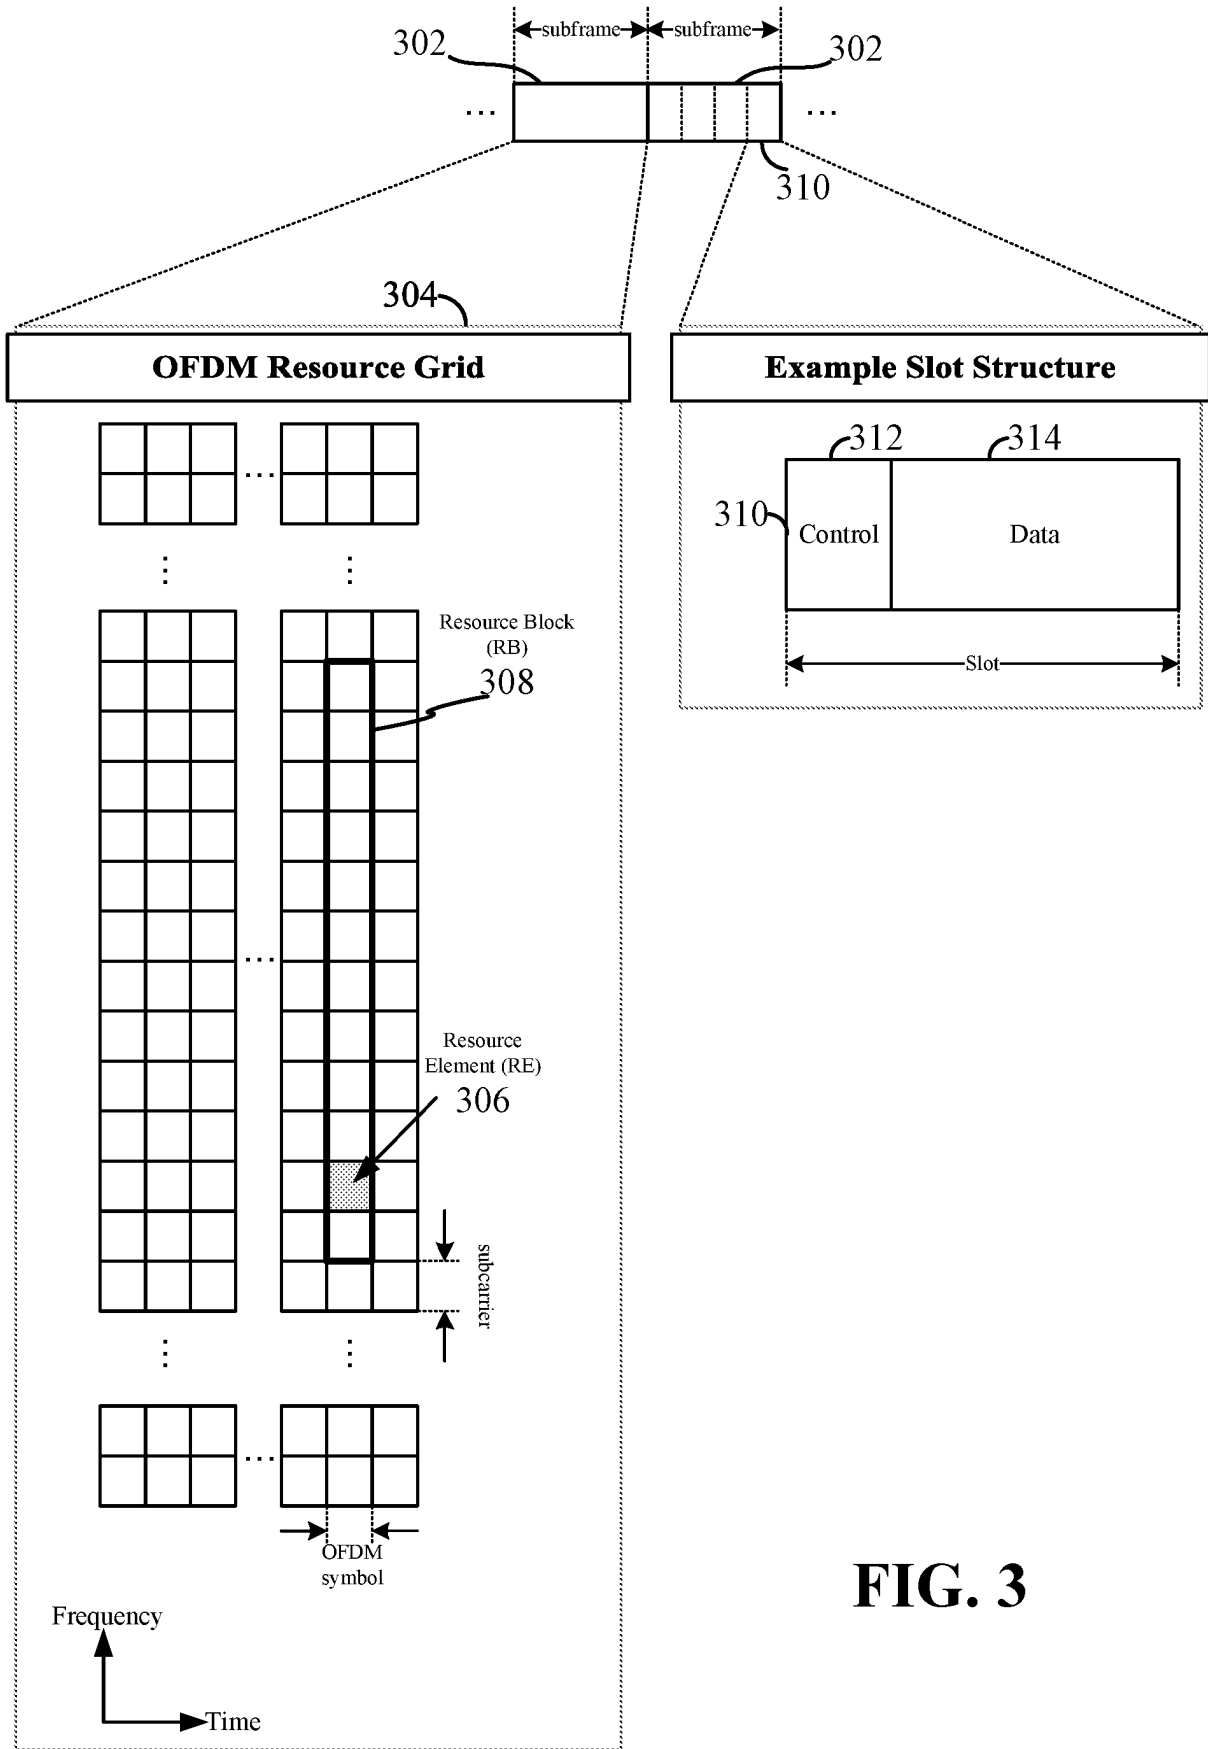 subframe subframe
302 302
... ...
310
304
OFDM Resource Grid
Example Slot Structure
312 314
310 Control Data
Slot
Resource Block
(RB)
308
Resource
Element (RE)
306
subcarrier
OFDM
symbol
Frequency
Time
FIG. 3